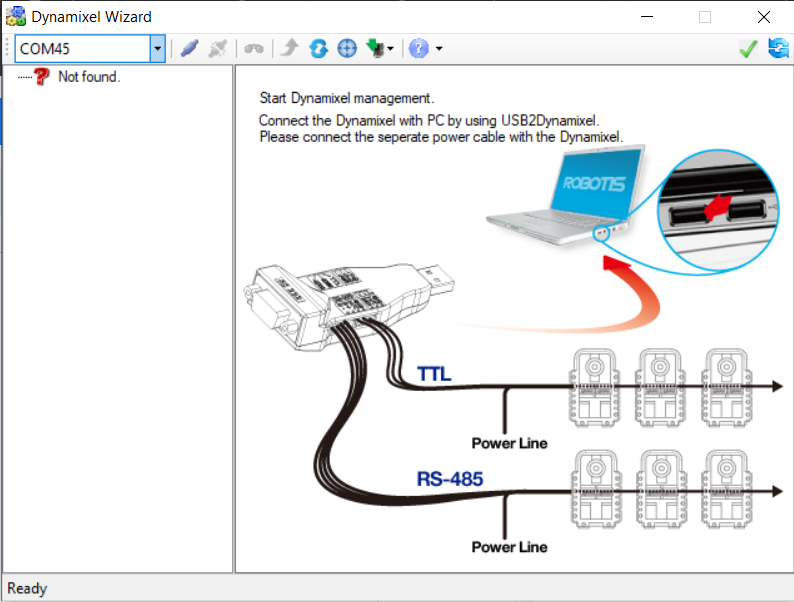 Dynamixel Wizard
COM45
Not found.
Start Dynamixel management.
Connect the Dynamixel with PC by using USB2Dynamixel.
Please connect the seperate power cable with the Dynamixel.
ROBOTIS
TTL
Power Line
RS-485
Power Line
Ready